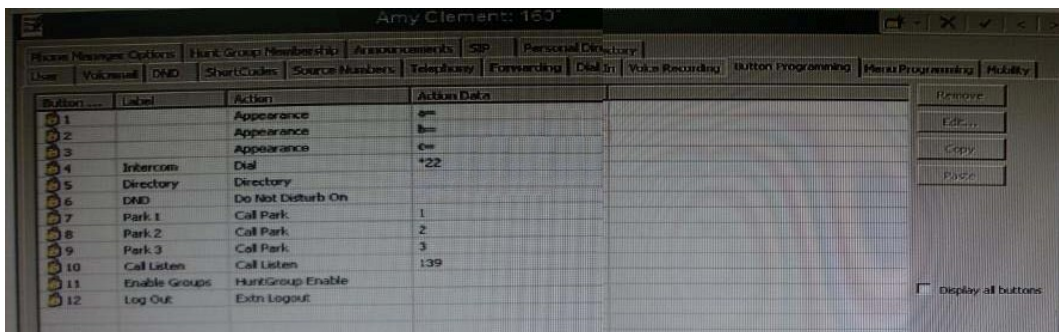 Amy Clement: 160
Phone Manager Options Hunt Group Membership Announcements SIP Personal Directory
User Voicemail DND ShortCodes Source Numbers Telephony Forwarding Dial In Voice Recording Button Programming Menu Programming Mobility
Button ... Label Action Action Data Remove
1 Appearance a=
2 Appearance b= Edit...
3 Appearance c= Copy
4 Intercom Dial *22
5 Directory Directory Paste
6 DND Do Not Disturb On
7 Park 1 Call Park 1
8 Park 2 Call Park 2
9 Park 3 Call Park 3
10 Call Listen Call Listen 139
11 Enable Groups HuntGroup Enable
12 Log Out Extn Logout
Display all buttons